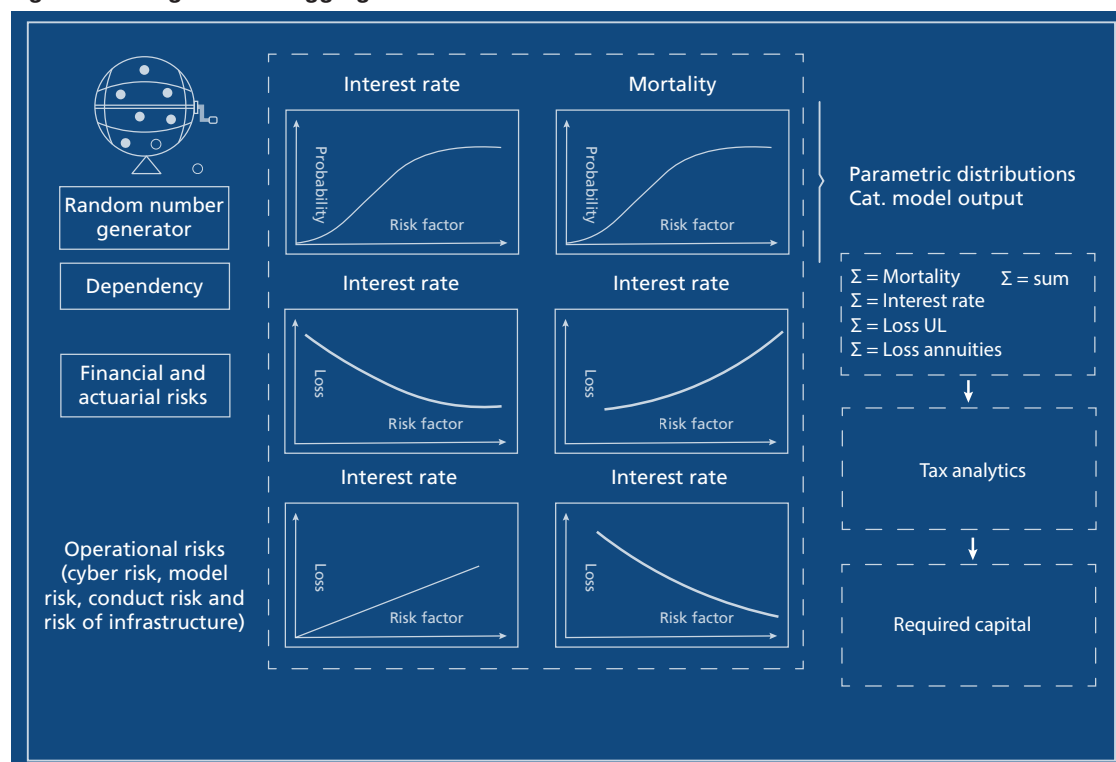 Interest rate
Mortality
Probability
Risk factor
Probability
Risk factor
Parametric distributions
Cat. model output
Random number
generator
Dependency
Interest rate
Interest rate
Σ = Mortality
Σ = sum
Σ = Interest rate
Σ = Loss UL
Σ = Loss annuities
Financial and
actuarial risks
Loss
Risk factor
Loss
Risk factor
Tax analytics
Interest rate
Interest rate
Operational risks
(cyber risk, model
risk, conduct risk and
risk of infrastructure)
Loss
Risk factor
Loss
Risk factor
Required capital